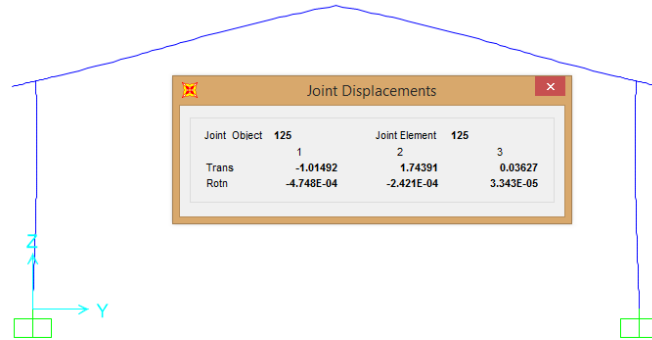 Joint Displacements
Joint Object 125 Joint Element 125
1 2 3
Trans -1.01492 1.74391 0.03627
Rotn -4.748E-04 -2.421E-04 3.343E-05
Z
Y